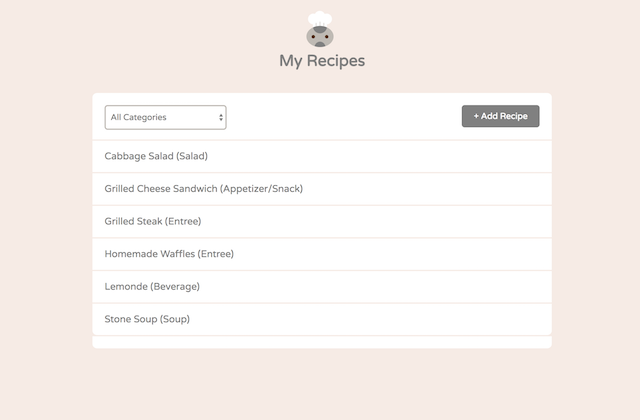 My Recipes
All Categories
+ Add Recipe
Cabbage Salad (Salad)
Grilled Cheese Sandwich (Appetizer/Snack)
Grilled Steak (Entree)
Homemade Waffles (Entree)
Lemonde (Beverage)
Stone Soup (Soup)